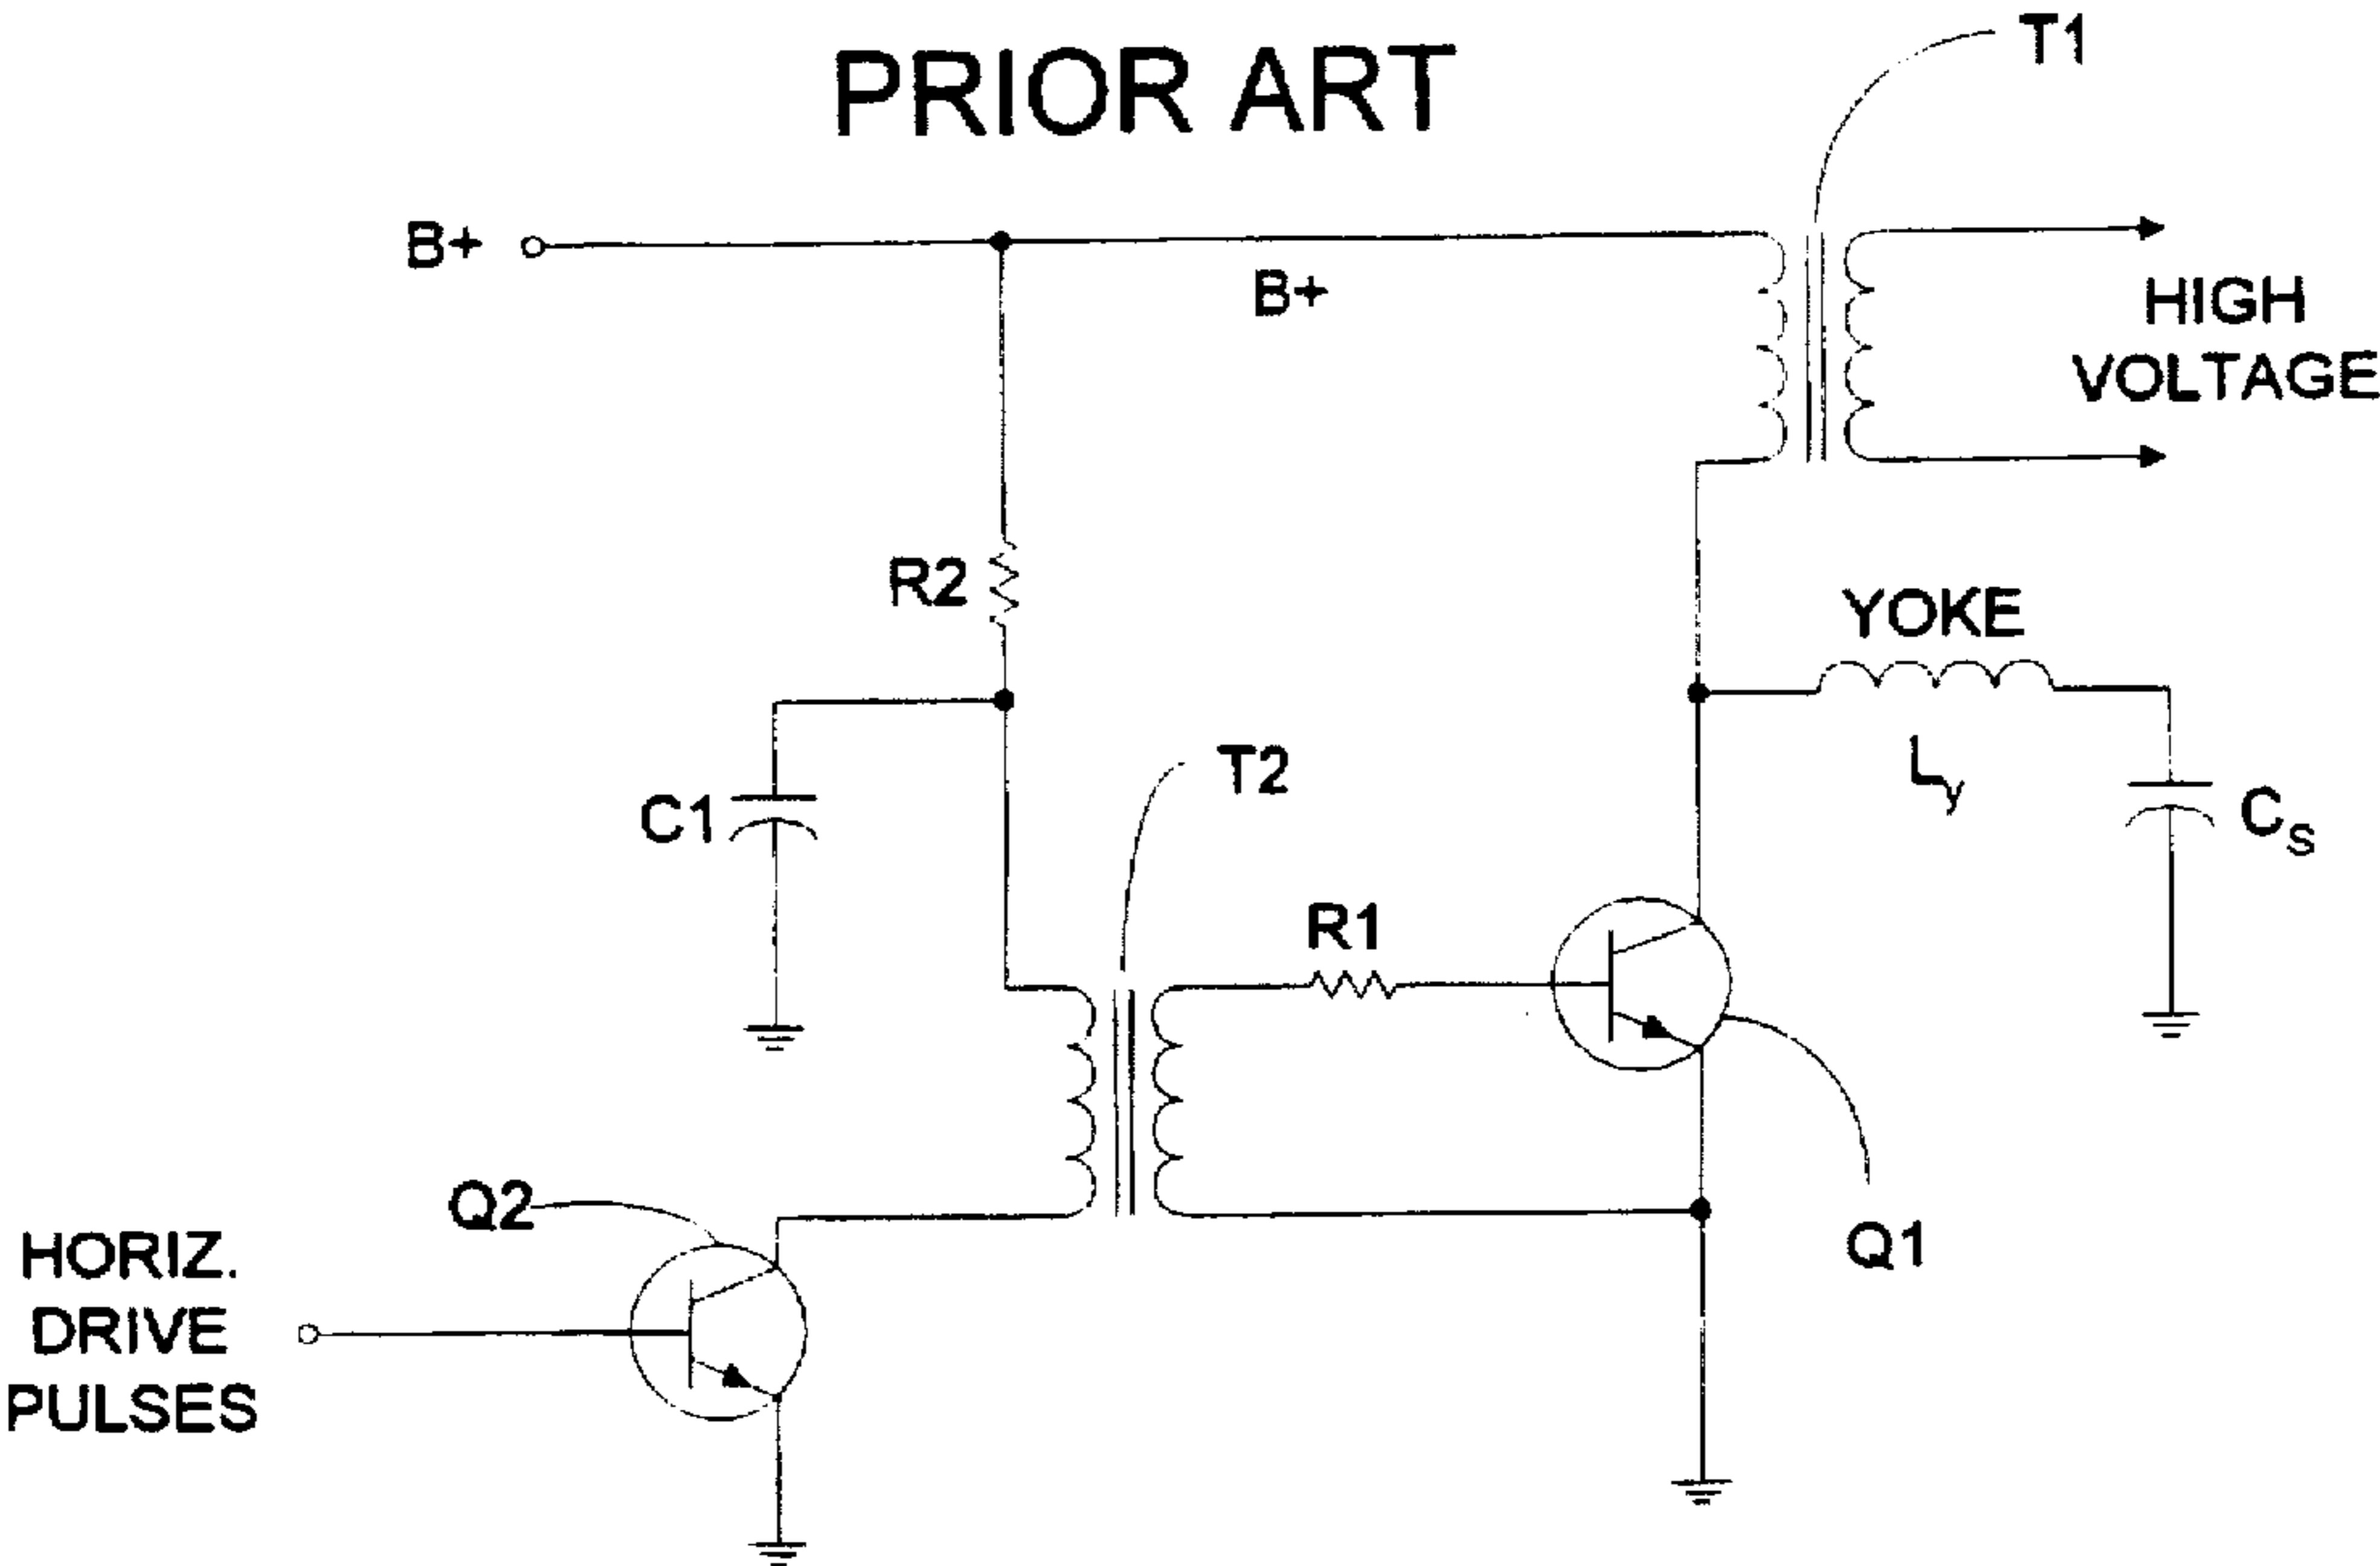 PRIOR ART
T1
B+
B+
HIGH
VOLTAGE
R2
YOKE
Ly
C1
T2
CS
R1
Q2
Q1
HORIZ.
DRIVE
PULSES